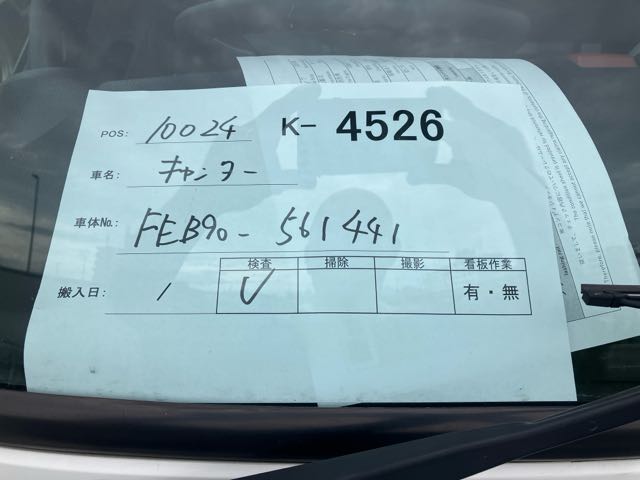 POS: 10024 K- 4526
車名: キャンター
車体No.: FEB90-561441
検査 掃除 撮影 看板作業
搬入日: / V 有・無